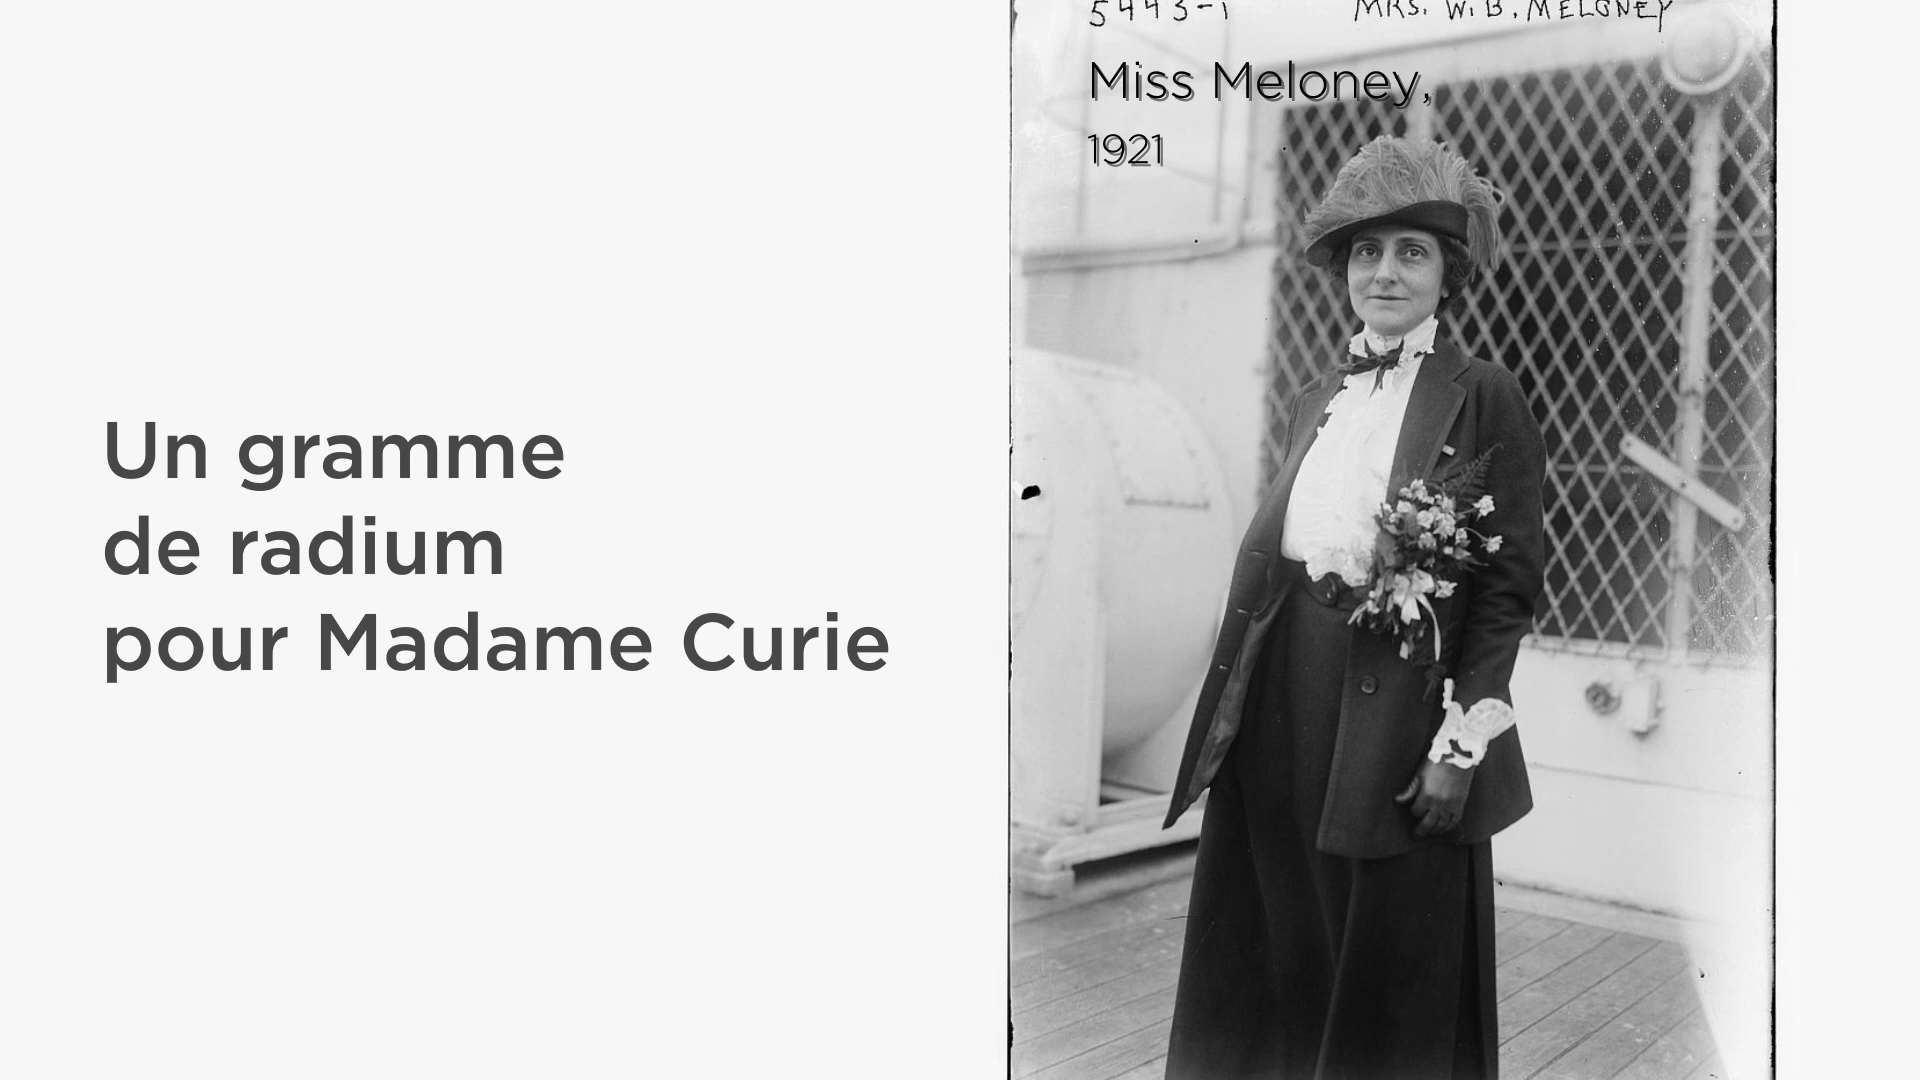 Un gramme
de radium
pour Madame Curie
5443-1 MRS. W. B. MELONEY
Miss Meloney,
1921